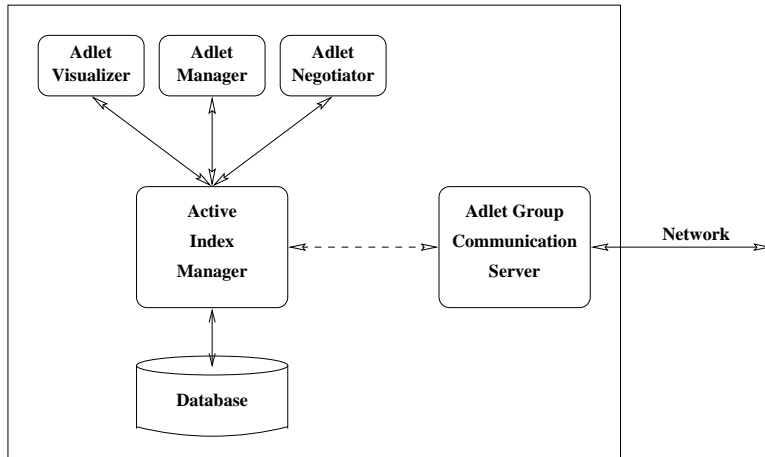 Adlet
Visualizer
Adlet
Manager
Adlet
Negotiator
Active
Index
Manager
Adlet Group
Communication
Server
Network
Database